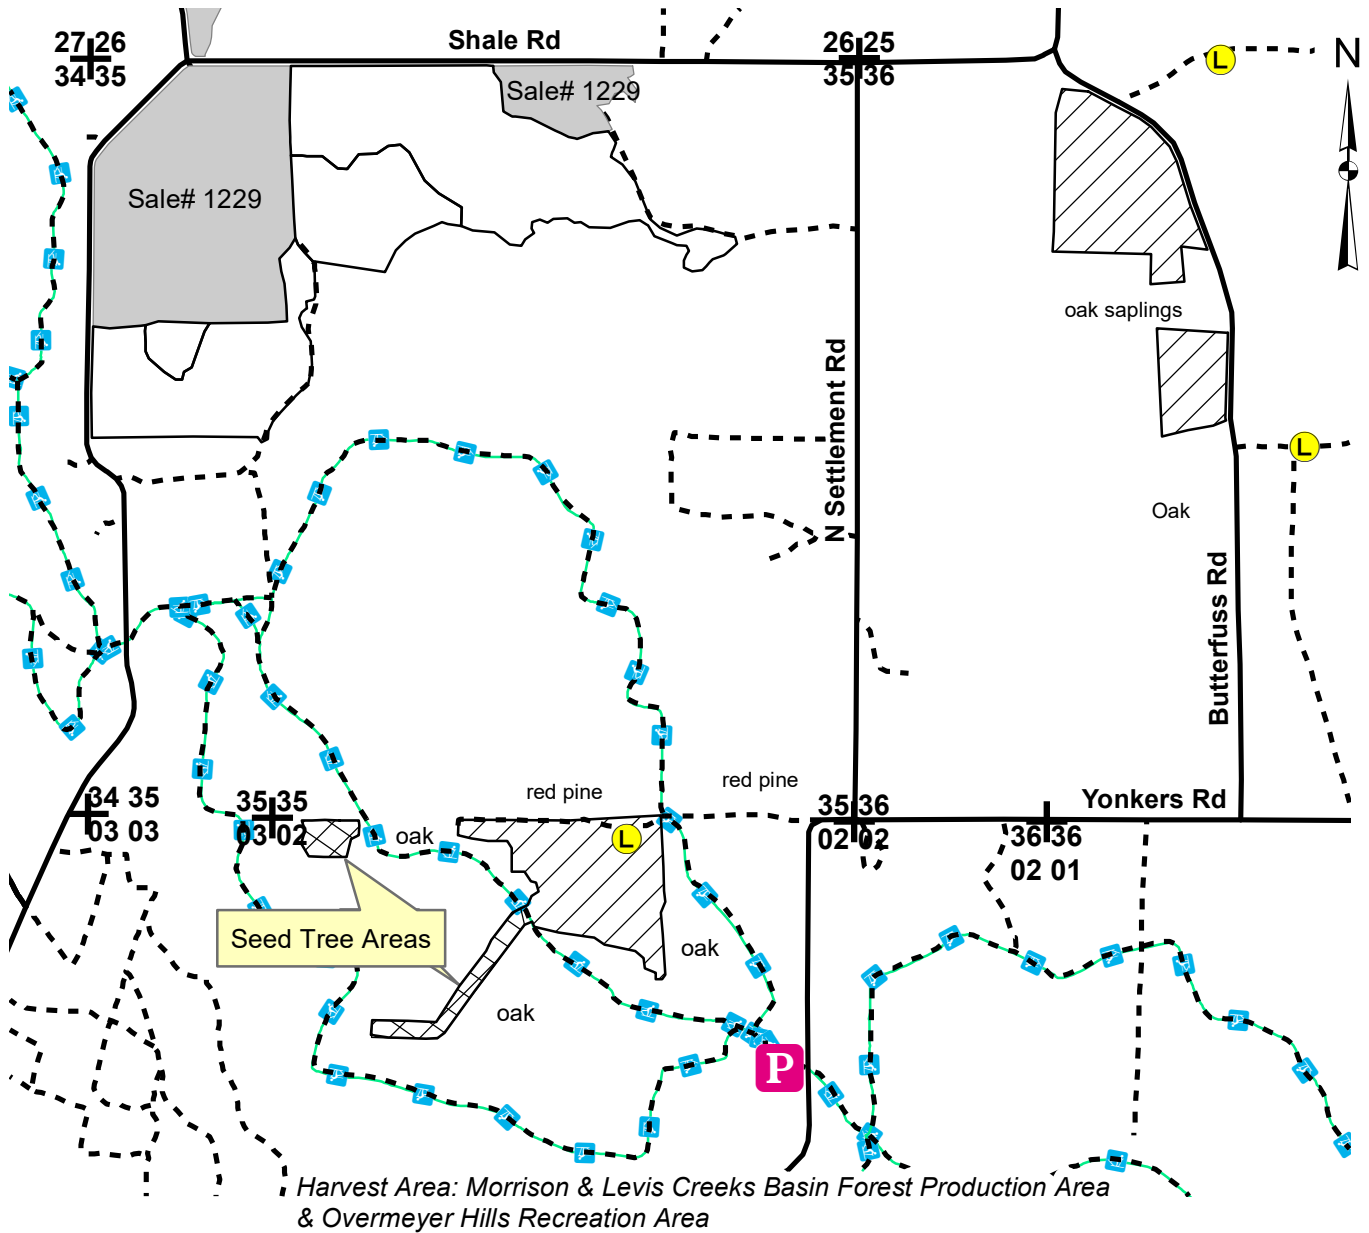 27 26
34 35
Shale Rd
26 25
35 36
L
N
Sale# 1229
Sale# 1229
oak saplings
N Settlement Rd
L
Oak
Butterfuss Rd
red pine
red pine
34 35
03 03
35 35
03 02
oak
L
35 36
02 02
Yonkers Rd
36 36
02 01
Seed Tree Areas
oak
oak
P
Harvest Area: Morrison & Levis Creeks Basin Forest Production Area
& Overmeyer Hills Recreation Area